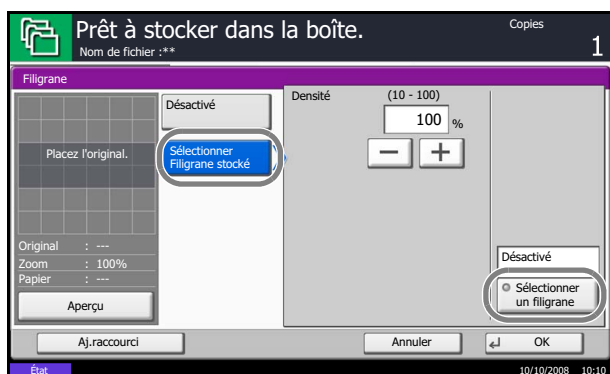 Prêt à stocker dans la boîte.
Nom de fichier :**
Copies
1
Filigrane
Placez l'original.
Original : ---
Zoom : 100%
Papier : ---
Aperçu
Désactivé
Sélectionner
Filigrane stocké
Densité
(10 - 100)
100 %
Désactivé
Sélectionner
un filigrane
Aj.raccourci
Annuler
OK
État
10/10/2008 10:10